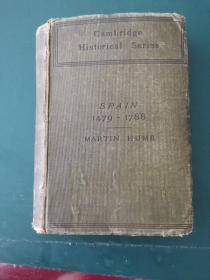 Cambridge
Historical Series
SPAIN
1479-1788
MARTIN HUME